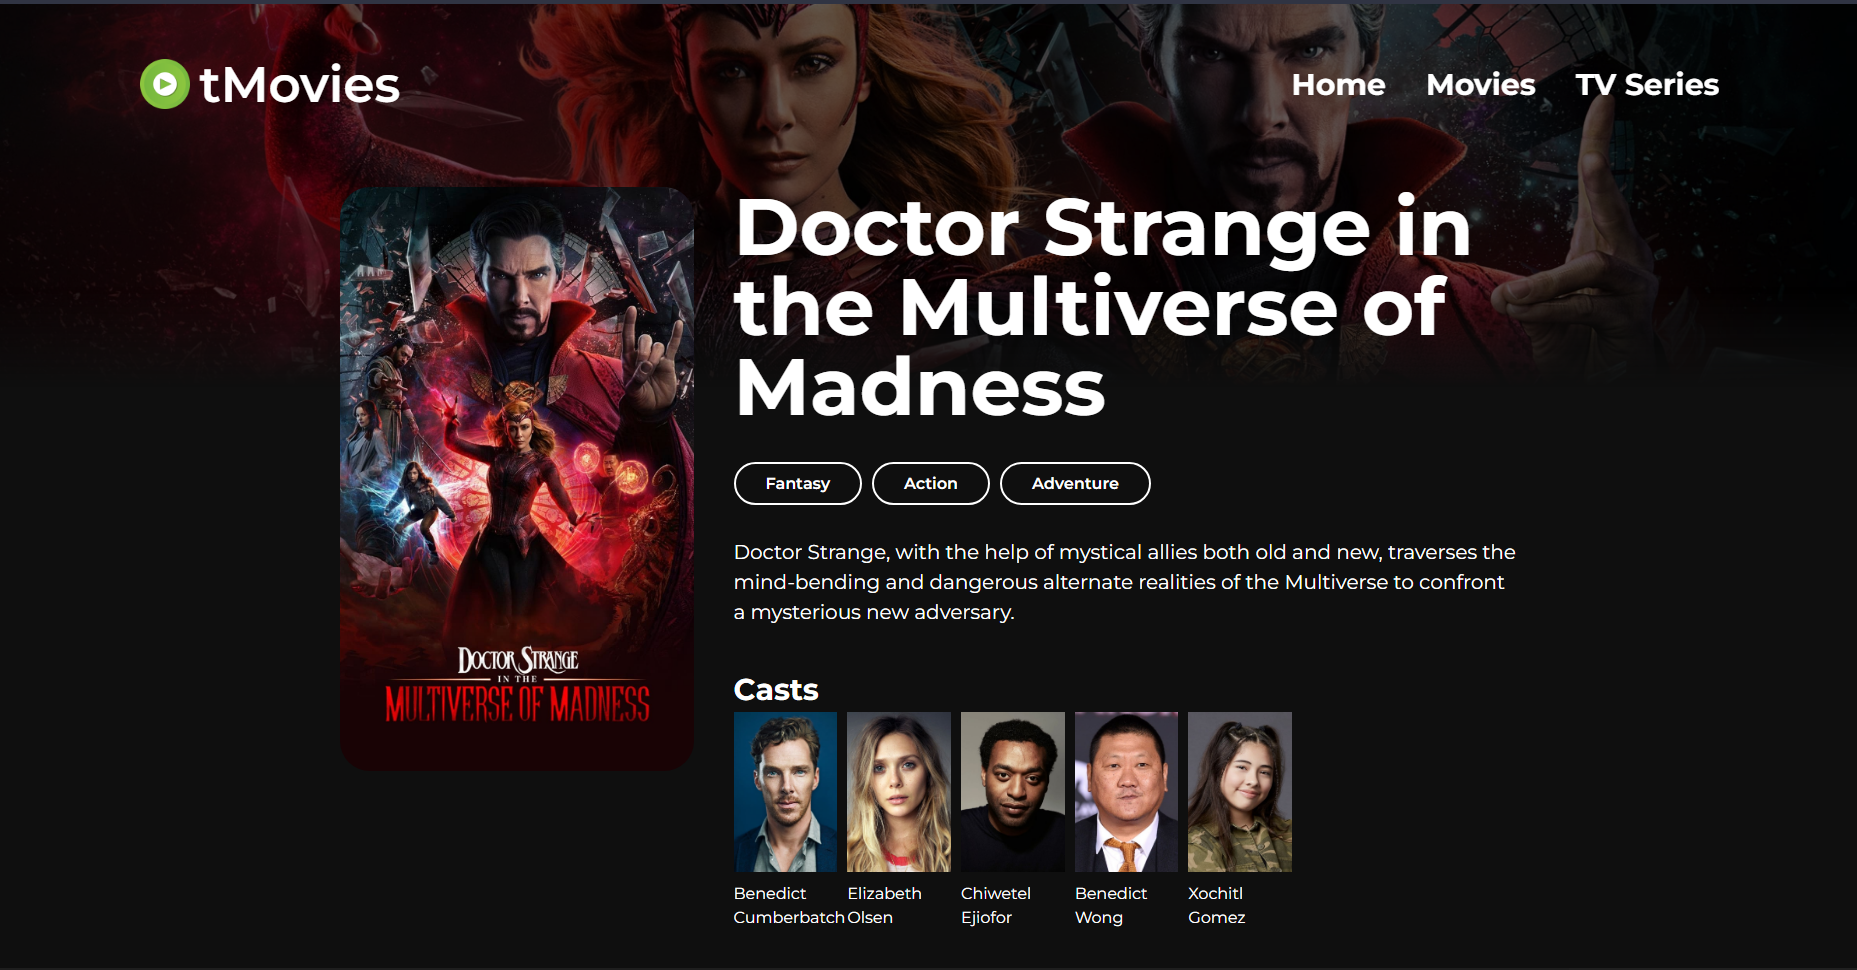 tMovies
Home Movies TV Series
Doctor Strange in
the Multiverse of
Madness
Fantasy Action Adventure
Doctor Strange, with the help of mystical allies both old and new, traverses the
mind-bending and dangerous alternate realities of the Multiverse to confront
a mysterious new adversary.
DOCTOR STRANGE
IN THE
MULTIVERSE OF MADNESS
Casts
Benedict Cumberbatch
Elizabeth Olsen
Chiwetel Ejiofor
Benedict Wong
Xochitl Gomez